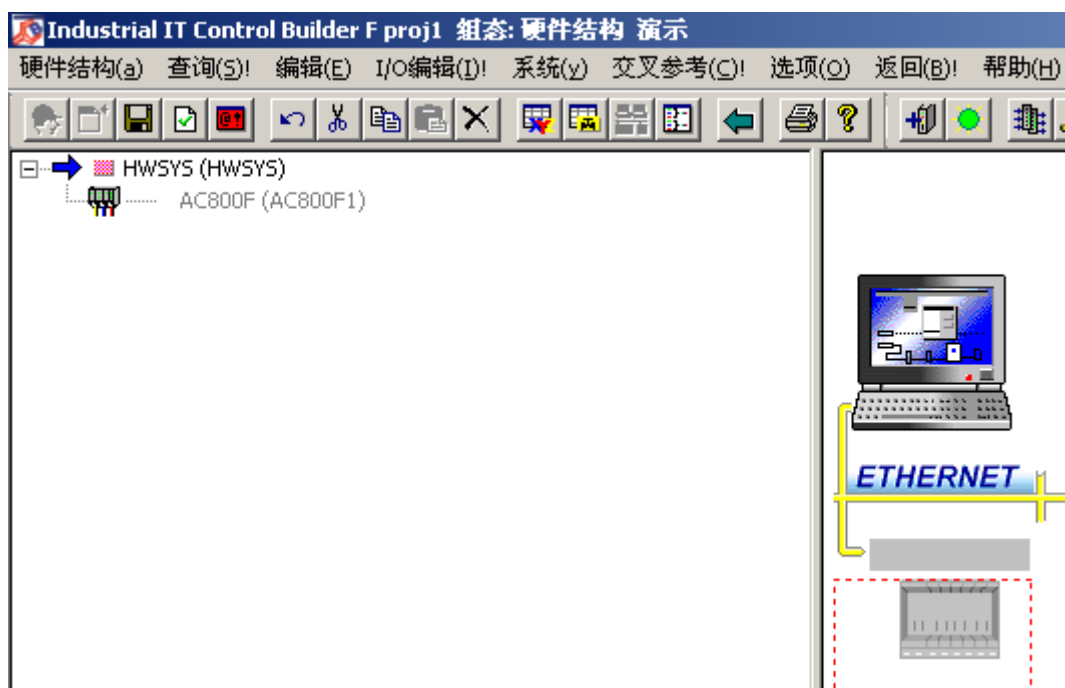 Industrial IT Control Builder F proj1 组态: 硬件结构 演示
硬件结构(a) 查询(S)! 编辑(E) I/O编辑(I)! 系统(y) 交叉参考(C)! 选项(O) 返回(B)! 帮助(H)
HWSYS (HWSYS)
AC800F (AC800F1)
ETHERNET